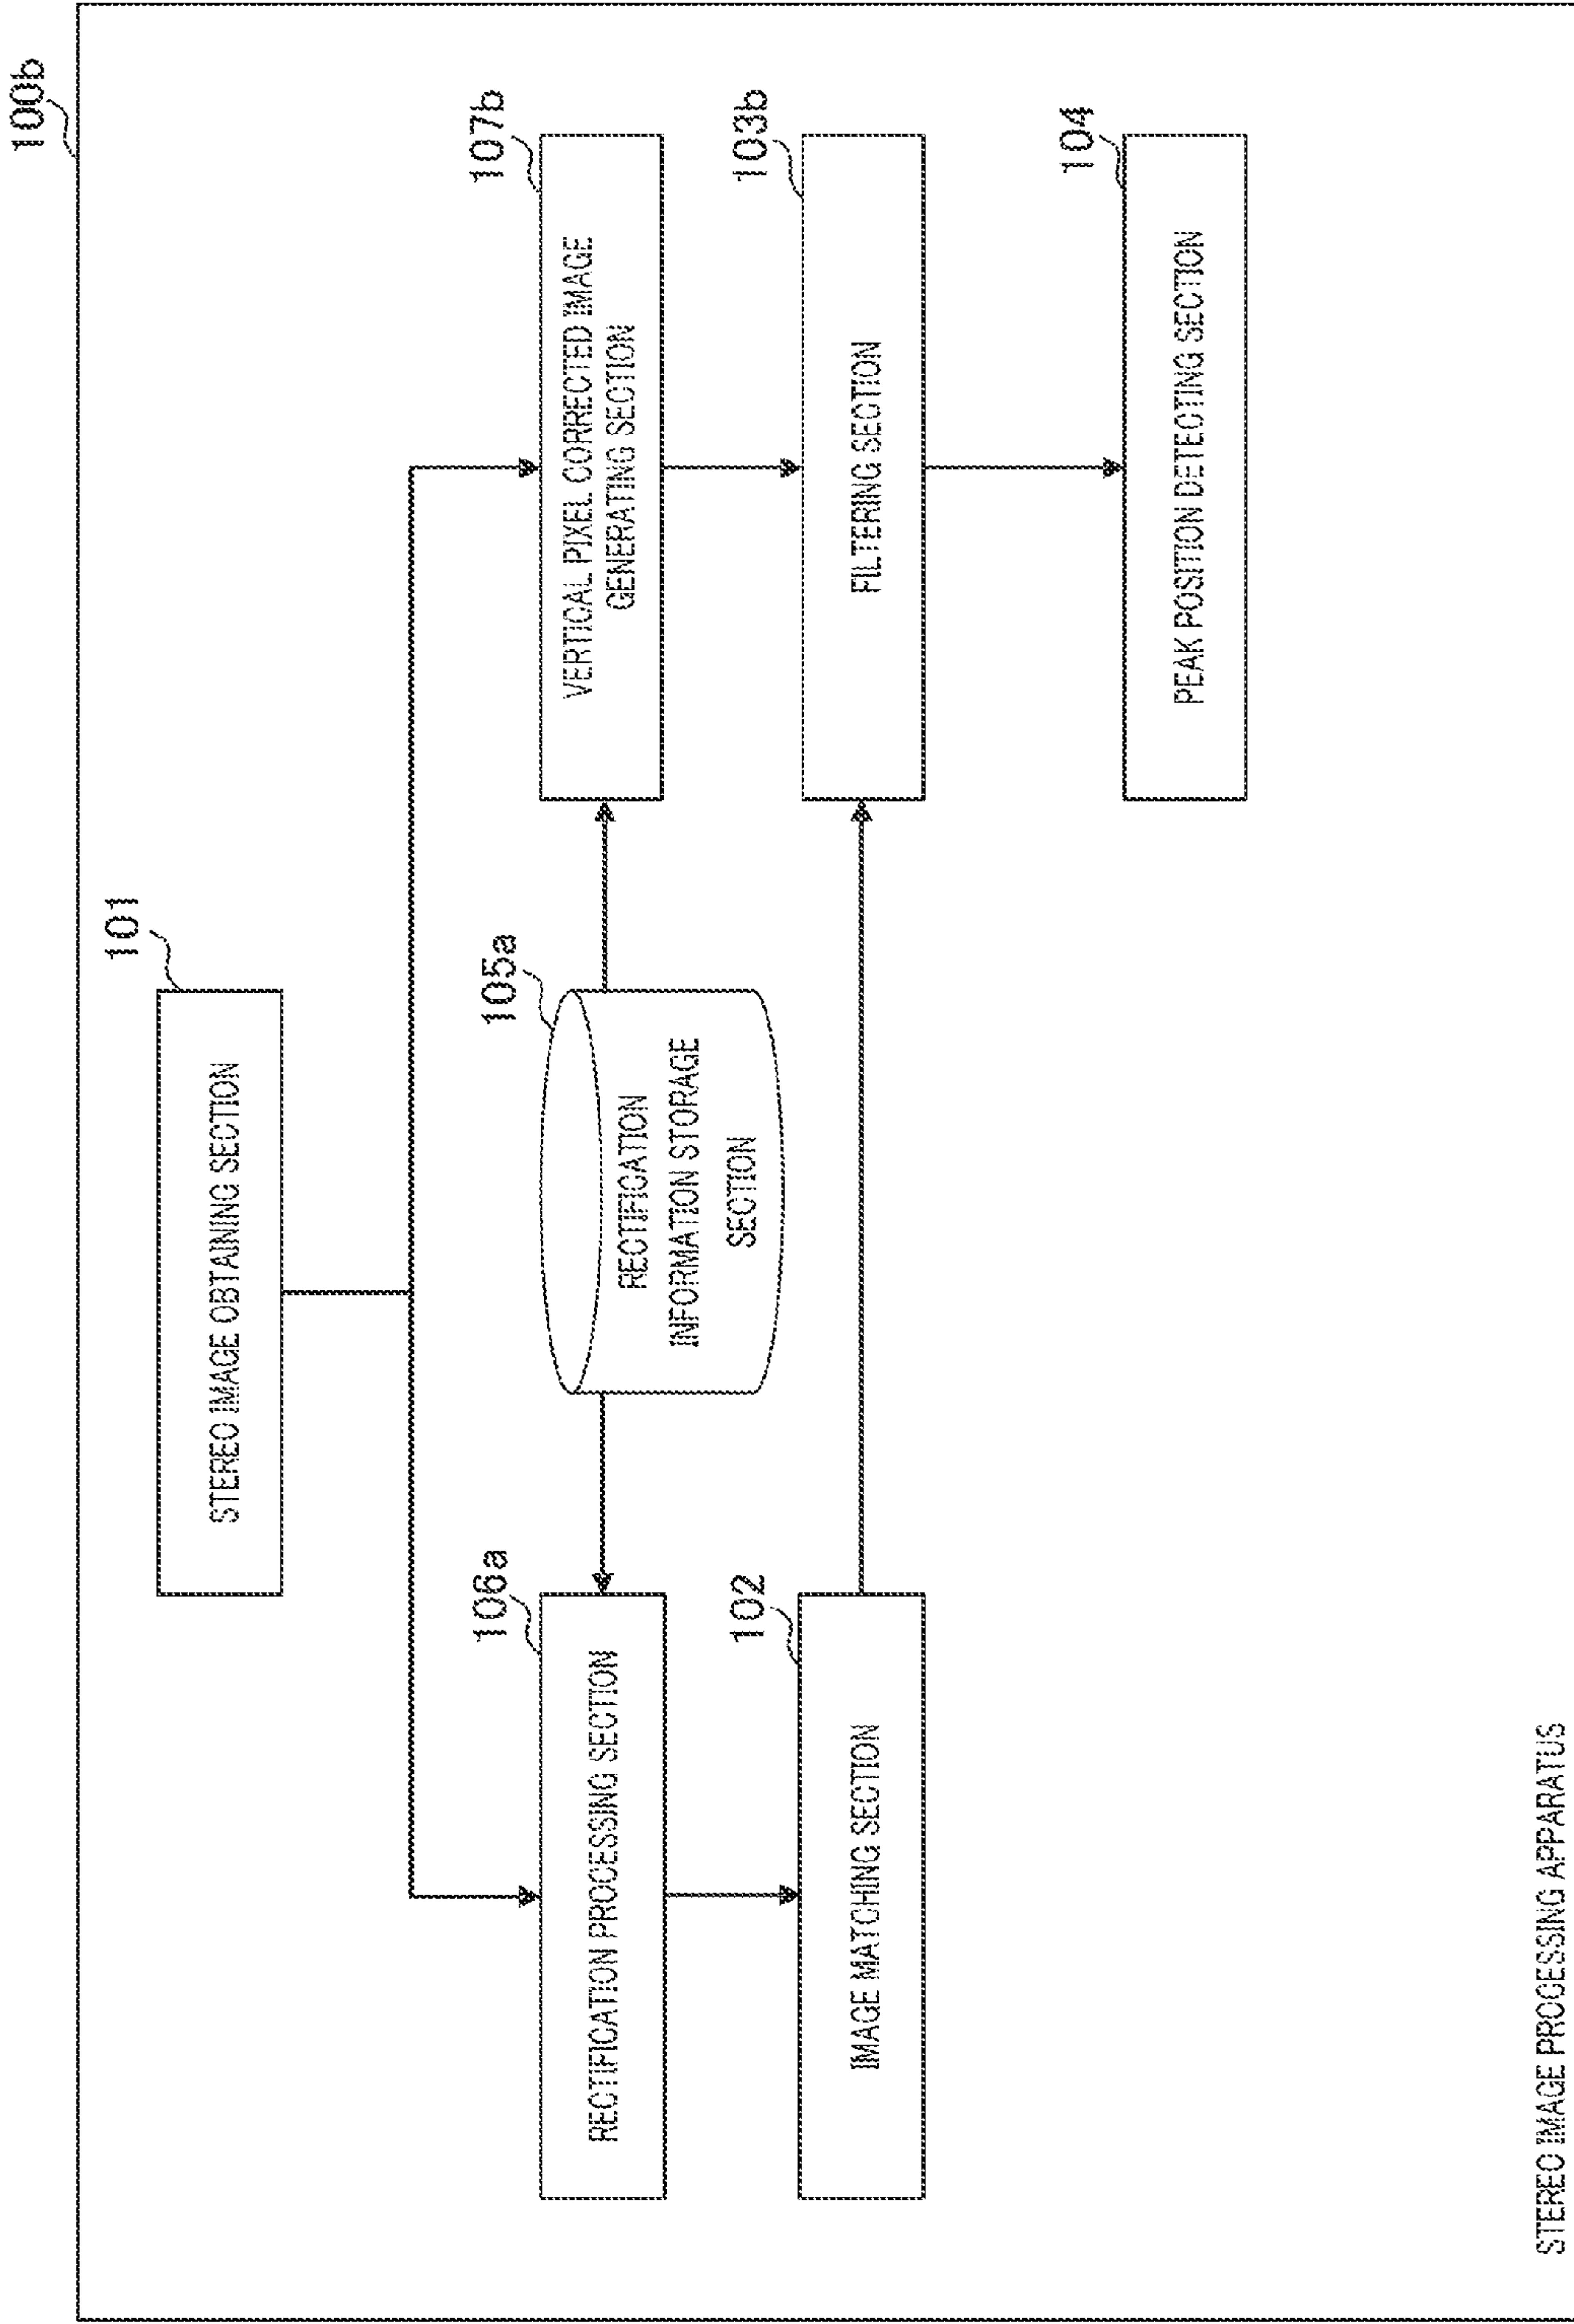 100b
101
STEREO IMAGE OBTAINING SECTION
106a
RECTIFICATION PROCESSING SECTION
105a
RECTIFICATION
INFORMATION STORAGE
SECTION
107b
VERTICAL PIXEL CORRECTED IMAGE
GENERATING SECTION
102
IMAGE MATCHING SECTION
103b
FILTERING SECTION
104
PEAK POSITION DETECTING SECTION
STEREO IMAGE PROCESSING APPARATUS